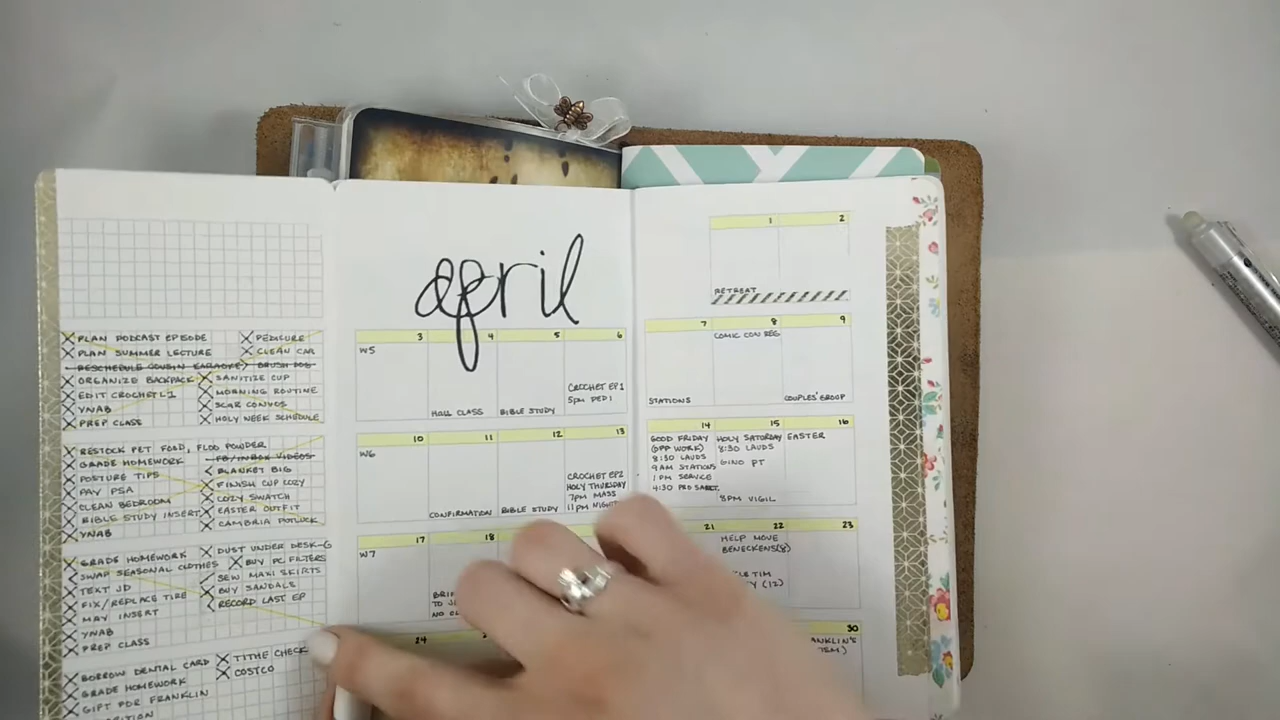 april
1 2
RETREAT
3 4 5 6 7 8 9
W5
COMIC CON REG
CROCHET EP1
5PM PED1
HOLL CLASS
BIBLE STUDY
STATIONS
COUPLES' GROUP
10 11 12 13 14 15 16
W6
CONFIRMATION
BIBLE STUDY
CROCHET EP2
HOLY THURSDAY
7PM MASS
11PM
GOOD FRIDAY
(OPP WORK)
8:30 LAUDS
9AM STATIONS
1PM SERVICE
4:30
HOLY SATURDAY
8:30 LAUDS
GINO PT
8PM VIGIL
EASTER
17 18 21 22 23
W7
HELP MOVE
BENECKENS(8)
24 30
PLAN PODCAST EPISODE
PLAN SUMMER LECTURE
RESCHEDULE COUSIN KARAOKE
ORGANIZE BACKPACK
EDIT CROCHET L1
YNAB
PREP CLASS
PEDICURE
CLEAN CAR
BRUSH DOG
SANITIZE CUP
MORNING ROUTINE
SCAR CONVOS
HOLY WEEK SCHEDULE
RESTOCK PET FOOD, FLOO POWDER
GRADE HOMEWORK
POSTURE TIPS
PAY PSA
CLEAN BEDROOM
BIBLE STUDY INSERT
YNAB
FB/INBOX VIDEOS
BLANKET BIG
FINISH CUP COZY
COZY SWATCH
EASTER OUTFIT
CAMBRIA POTLUCK
GRADE HOMEWORK
SWAP SEASONAL CLOTHES
TEXT JD
FIX/REPLACE TIRE
MAY INSERT
YNAB
PREP CLASS
DUST UNDER DESK
BUY PC FILTERS
SEW MAXI SKIRTS
BUY SANDALS
RECORD LAST EP
BORROW DENTAL CARD
GRADE HOMEWORK
GIFT FOR FRANKLIN
TITHE CHECK
COSTCO